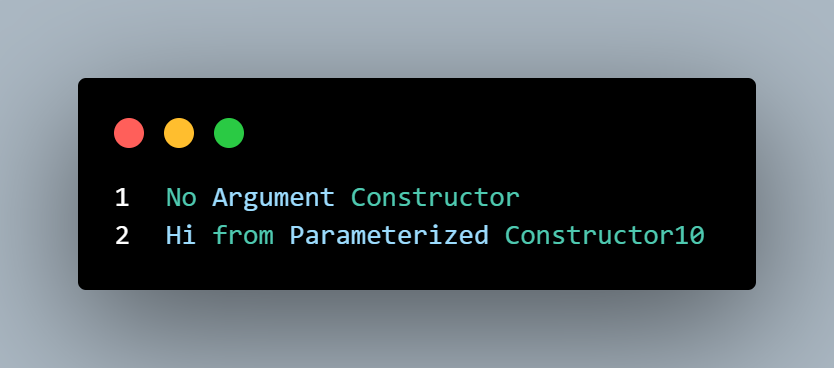 1 No Argument Constructor
2 Hi from Parameterized Constructor10